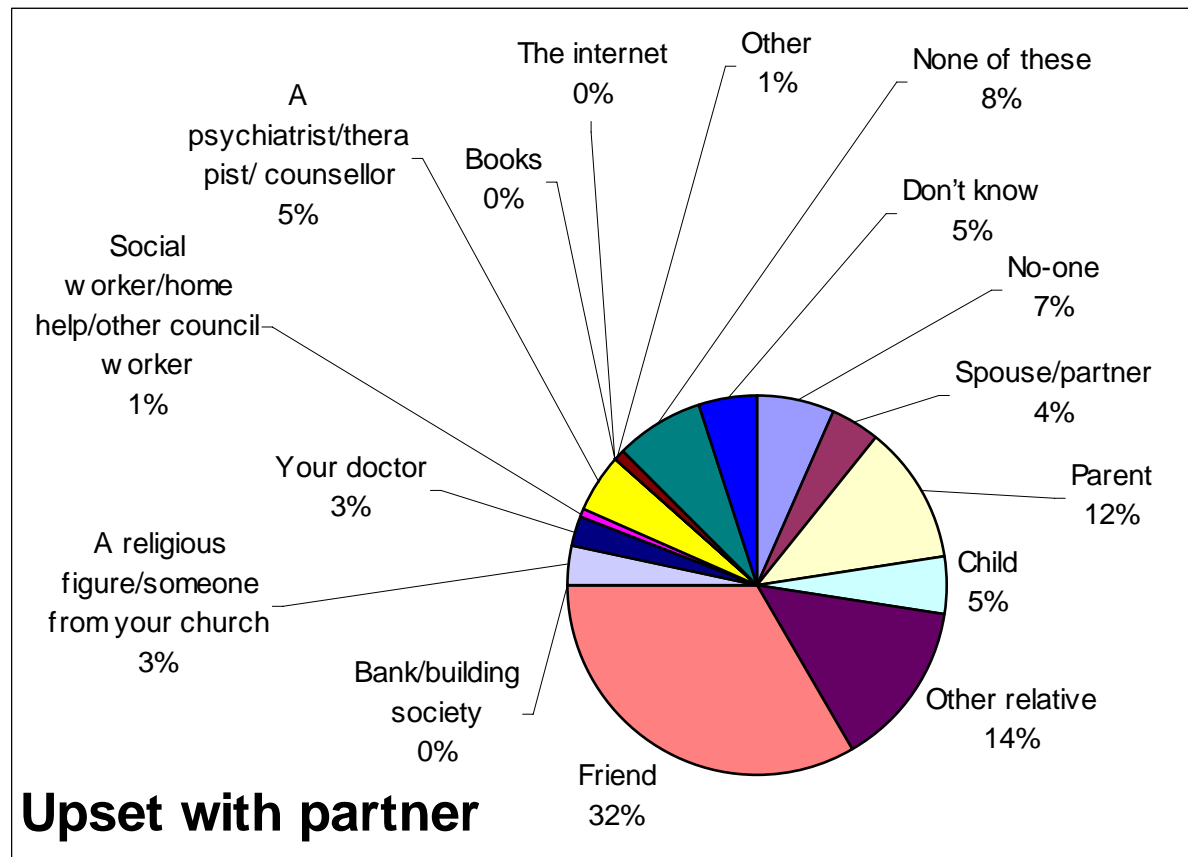 The internet
0%
Other
1%
None of these
8%
A
psychiatrist/thera
pist/ counsellor
5%
Books
0%
Don't know
5%
Social
worker/home
help/other council
worker
1%
No-one
7%
Spouse/partner
4%
Your doctor
3%
Parent
12%
A religious
figure/someone
from your church
3%
Child
5%
Bank/building
society
0%
Other relative
14%
Friend
32%
Upset with partner